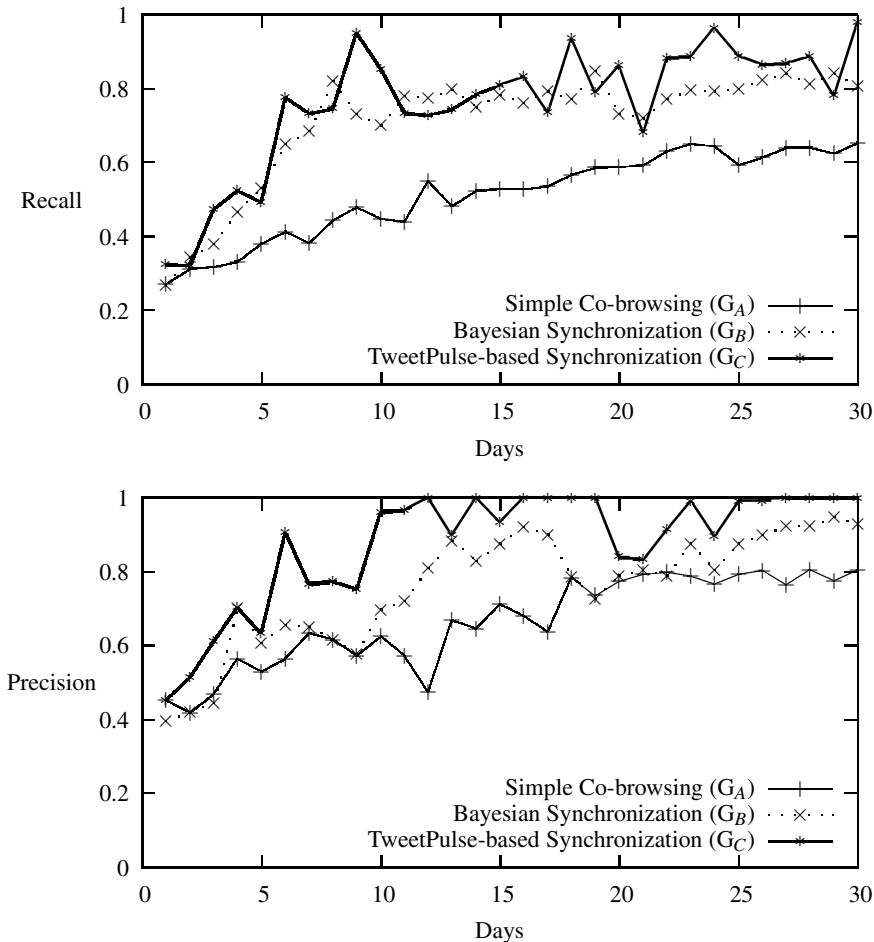 1
0.8
0.6
0.4
0.2
0
Recall
Simple Co-browsing (G_A)
Bayesian Synchronization (G_B)
TweetPulse-based Synchronization (G_C)
0 5 10 15 20 25 30
Days
1
0.8
0.6
0.4
0.2
0
Precision
Simple Co-browsing (G_A)
Bayesian Synchronization (G_B)
TweetPulse-based Synchronization (G_C)
0 5 10 15 20 25 30
Days